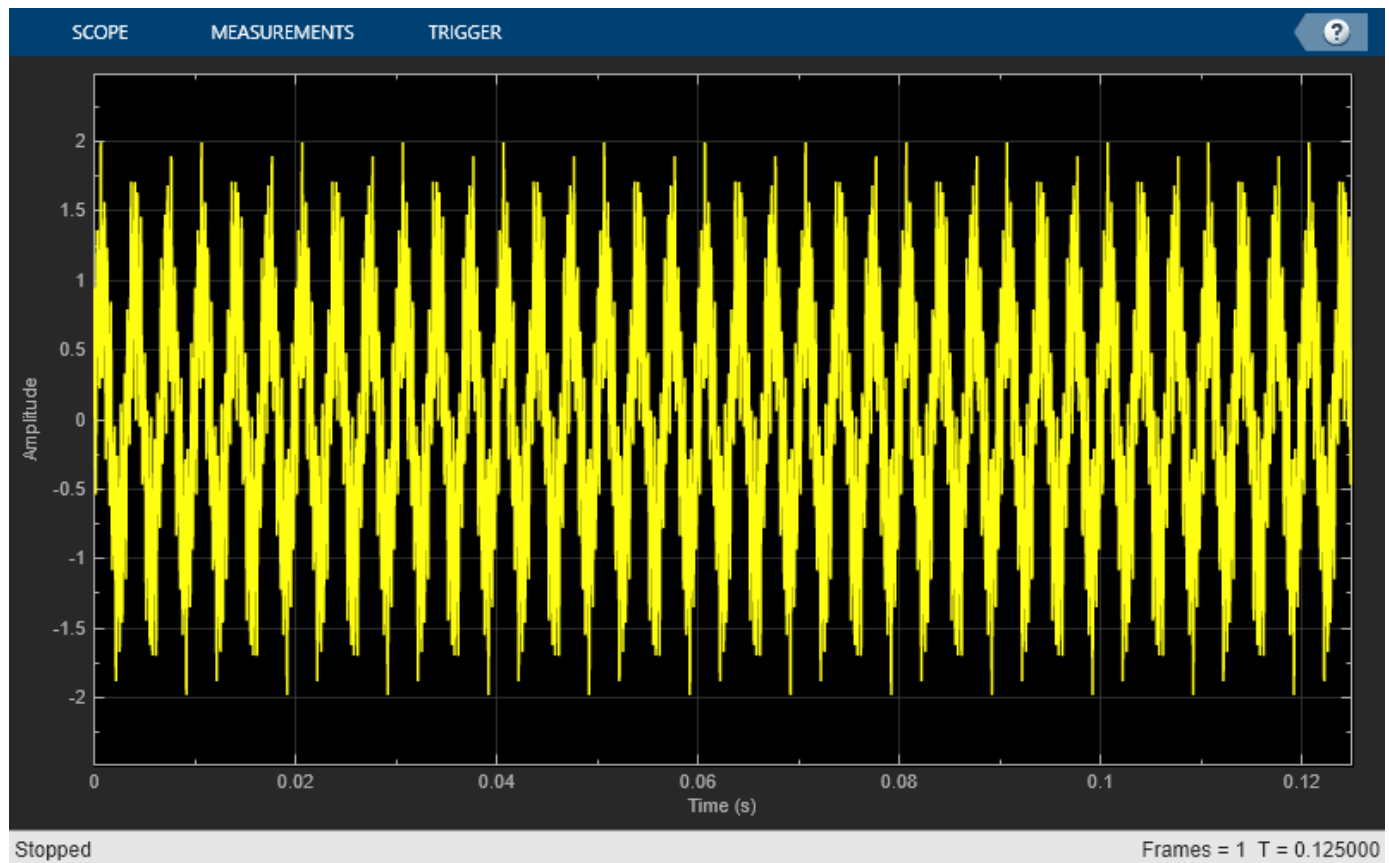 SCOPE MEASUREMENTS TRIGGER ?
2
1.5
1
0.5
0
-0.5
-1
-1.5
-2
Amplitude
0 0.02 0.04 0.06 0.08 0.1 0.12
Time (s)
Stopped Frames = 1 T = 0.125000